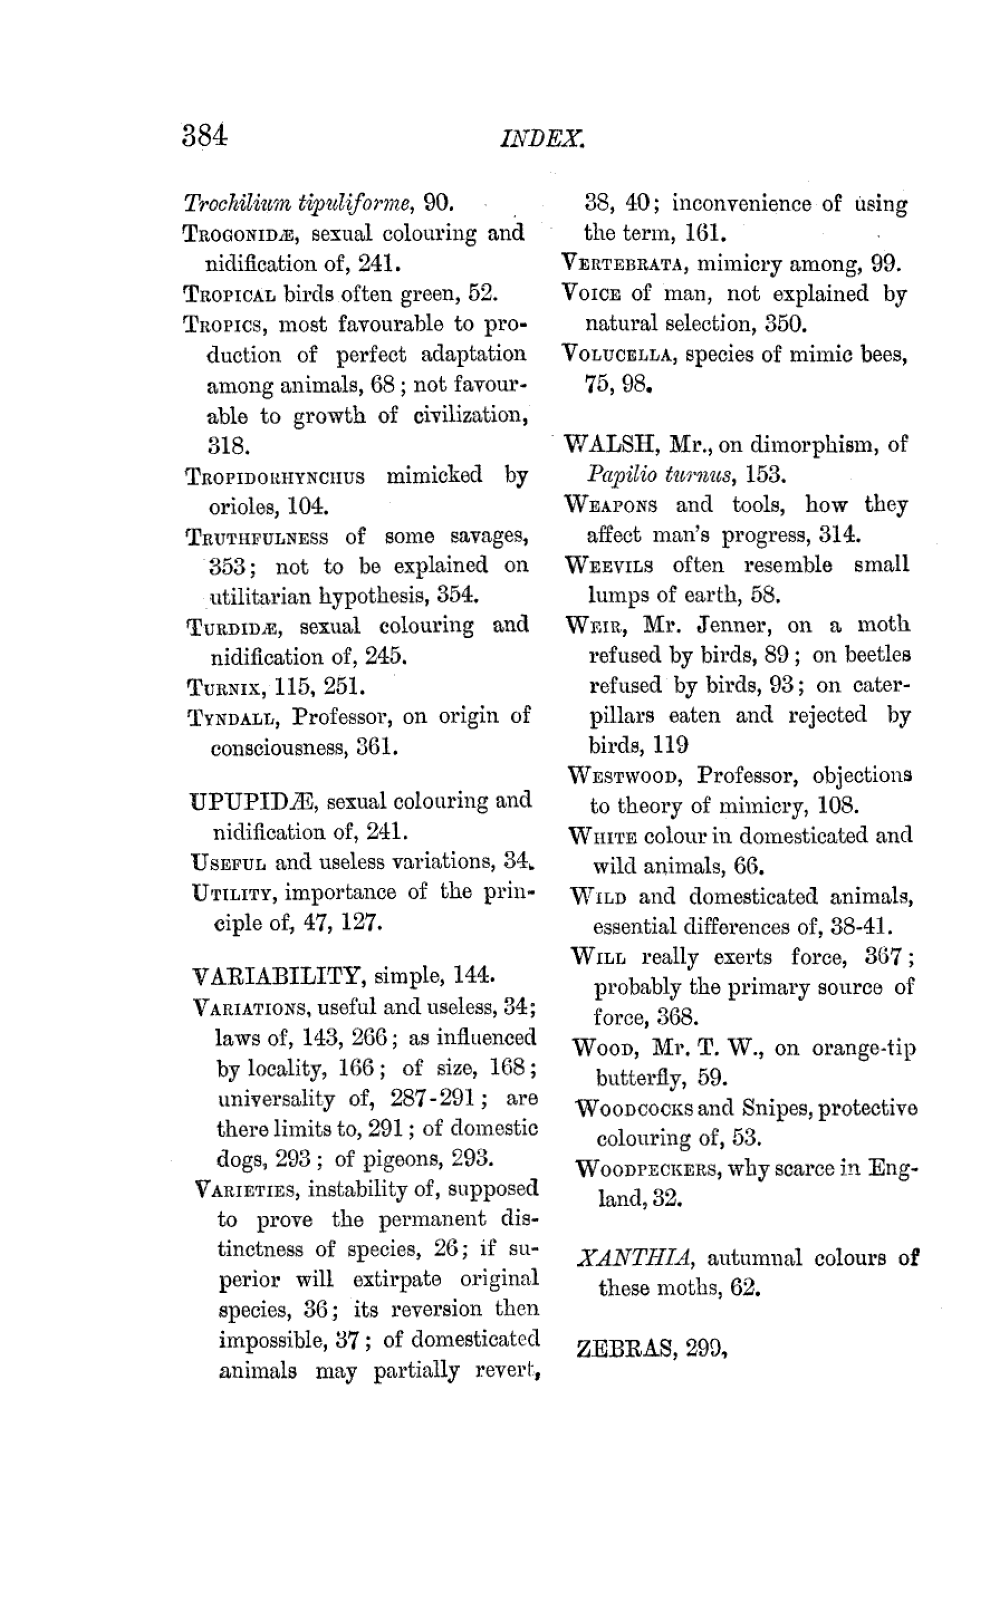 384
INDEX.
Trochilium tipuliforme, 90.
TROGONIDÆ, sexual colouring and
nidification of, 241.
TROPICAL birds often green, 52.
TROPICS, most favourable to pro-
duction of perfect adaptation
among animals, 68 ; not favour-
able to growth of civilization,
318.
TROPIDORHYNCHUS mimicked by
orioles, 104.
TRUTHFULNESS of some savages,
353; not to be explained on
utilitarian hypothesis, 354.
TURDIDÆ, sexual colouring and
nidification of, 245.
TURNIX, 115, 251.
TYNDALL, Professor, on origin of
consciousness, 361.
UPUPIDÆ, sexual colouring and
nidification of, 241.
USEFUL and useless variations, 34.
UTILITY, importance of the prin-
ciple of, 47, 127.
VARIABILITY, simple, 144.
VARIATIONS, useful and useless, 34;
laws of, 143, 266 ; as influenced
by locality, 166 ; of size, 168 ;
universality of, 287-291 ; are
there limits to, 291 ; of domestic
dogs, 293 ; of pigeons, 293.
VARIETIES, instability of, supposed
to prove the permanent dis-
tinctness of species, 26; if su-
perior will extirpate original
species, 36 ; its reversion then
impossible, 37 ; of domesticated
animals may partially revert,
38, 40; inconvenience of using
the term, 161.
VERTEBRATA, mimicry among, 99.
VOICE of man, not explained by
natural selection, 350.
VOLUCELLA, species of mimic bees,
75, 98.
WALSH, Mr., on dimorphism, of
Papilio turnus, 153.
WEAPONS and tools, how they
affect man's progress, 314.
WEEVILS often resemble small
lumps of earth, 58.
WEIR, Mr. Jenner, on a moth
refused by birds, 89 ; on beetles
refused by birds, 93; on cater-
pillars eaten and rejected by
birds, 119
WESTWOOD, Professor, objections
to theory of mimicry, 108.
WHITE colour in domesticated and
wild animals, 66.
WILD and domesticated animals,
essential differences of, 38-41.
WILL really exerts force, 367 ;
probably the primary source of
force, 368.
WOOD, Mr. T. W., on orange-tip
butterfly, 59.
WOODCOCKS and Snipes, protective
colouring of, 53.
WOODPECKERS, why scarce in Eng-
land, 32.
XANTHIA, autumnal colours of
these moths, 62.
ZEBRAS, 299,